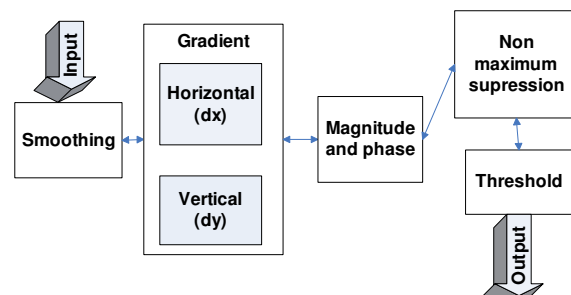 Input
Smoothing
Gradient
Horizontal
(dx)
Vertical
(dy)
Magnitude
and phase
Non
maximum
supression
Threshold
Output